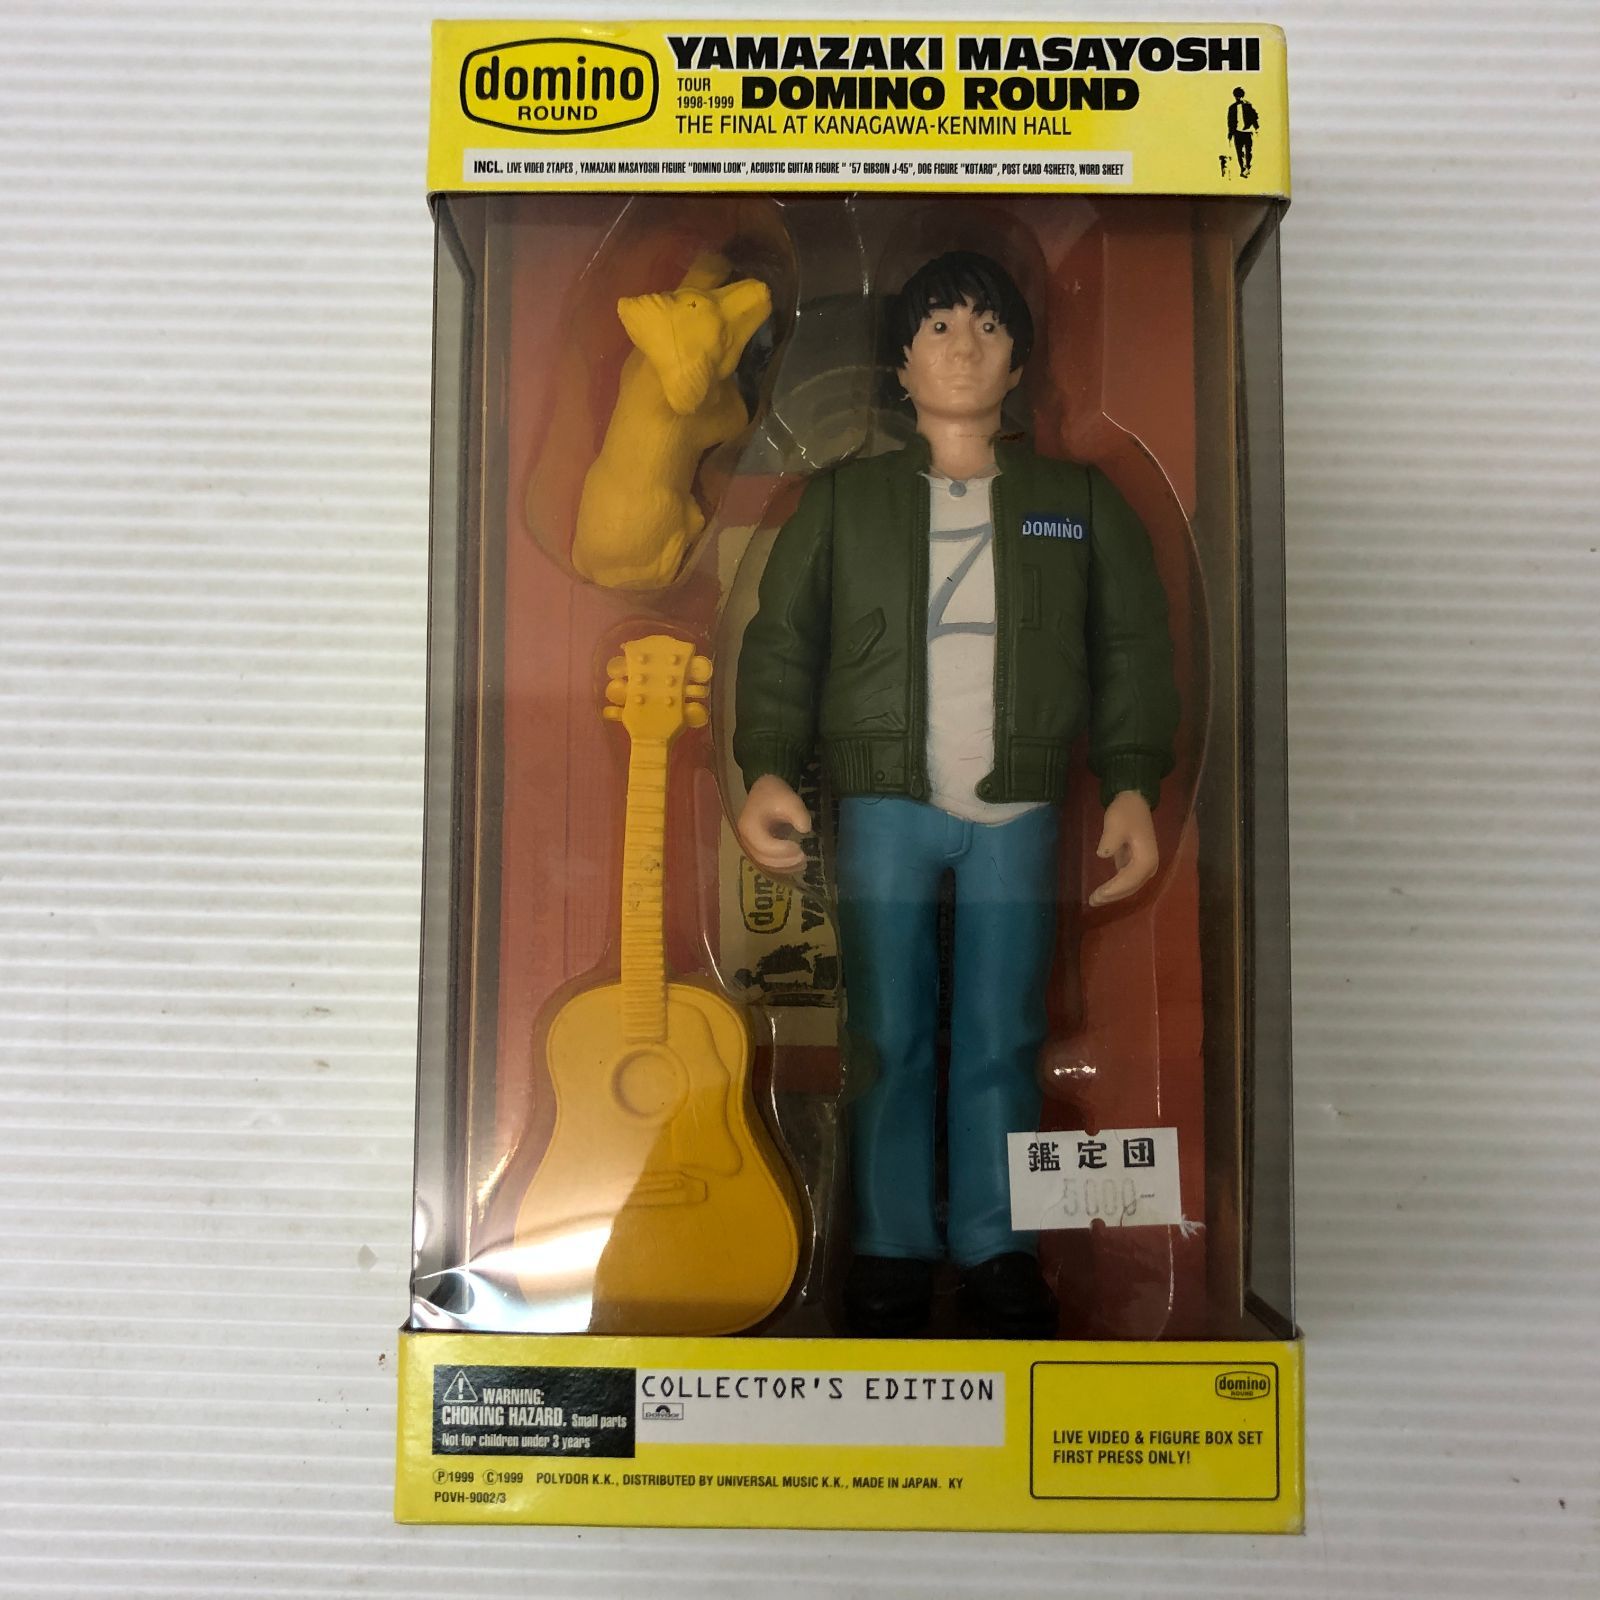 domino
ROUND
YAMAZAKI MASAYOSHI
TOUR
1998-1999
DOMINO ROUND
THE FINAL AT KANAGAWA-KENMIN HALL
INCL. LIVE VIDEO 2TAPES, YAMAZAKI MASAYOSHI FIGURE "DOMINO LOOK", ACOUSTIC GUITAR FIGURE " '57 GIBSON J-45", DOG FIGURE "KOTARO", POST CARD 4SHEETS, WORD SHEET
DOMINO
鑑定団
5000-
WARNING:
CHOKING HAZARD. Small parts
Not for children under 3 years
COLLECTOR'S EDITION
Polydor
domino
ROUND
LIVE VIDEO & FIGURE BOX SET
FIRST PRESS ONLY!
Ⓟ1999 Ⓒ1999 POLYDOR K.K., DISTRIBUTED BY UNIVERSAL MUSIC K.K., MADE IN JAPAN. KY
POVH-9002/3